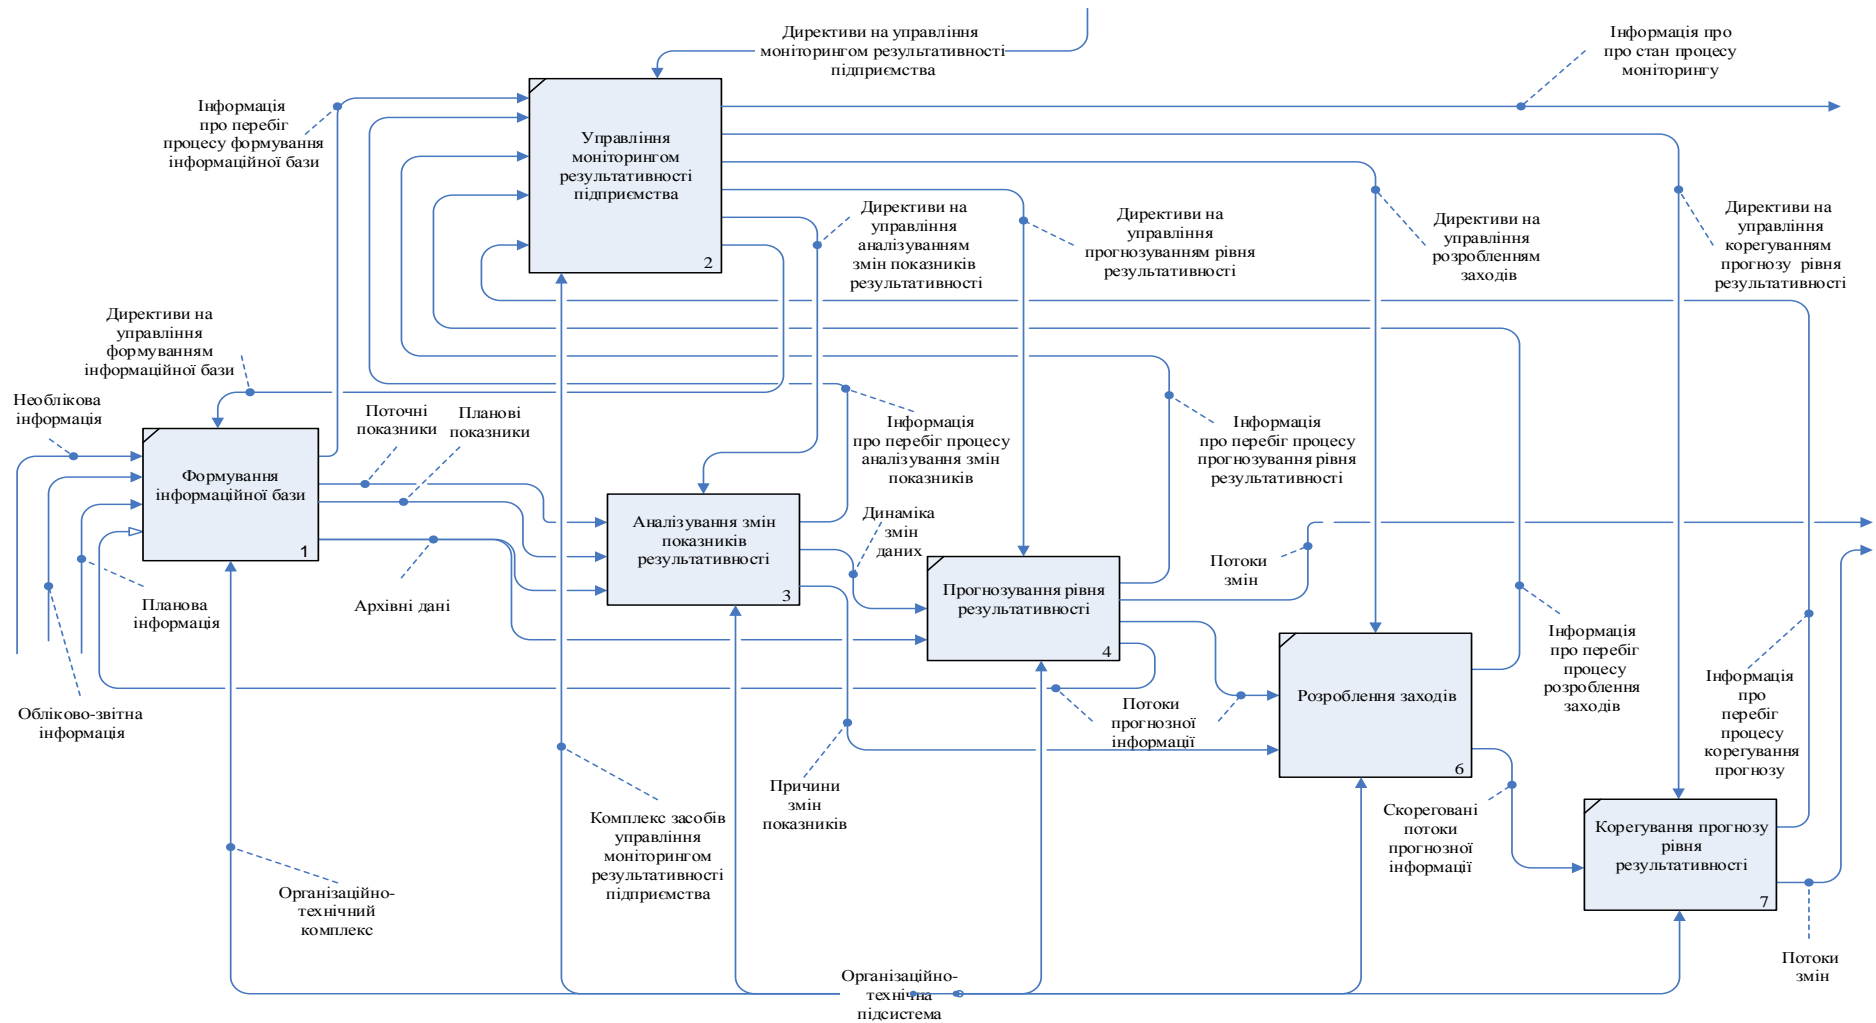 Директиви на управління
моніторингом результативності
підприємства
Інформація про
про стан процесу
моніторингу
Інформація
про перебіг
процесу формування
інформаційної бази
Управління
моніторингом
результативності
підприємства
2
Директиви на
управління
аналізуванням
змін показників
результативності
Директиви на
управління
прогнозуванням рівня
результативності
Директиви на
управління
розробленням
заходів
Директиви на
управління
корегуванням
прогнозу рівня
результативності
Директиви на
управління
формуванням
інформаційної бази
Необлікова
інформація
Поточні
показники
Планові
показники
Інформація
про перебіг процесу
аналізування змін
показників
Інформація
про перебіг процесу
прогнозування рівня
результативності
Формування
інформаційної бази
1
Аналізування змін
показників
результативності
3
Динаміка
змін
даних
Потоки
змін
Прогнозування рівня
результативності
4
Планова
інформація
Архівні дані
Обліково-звітна
інформація
Потоки
прогнозної
інформації
Розроблення заходів
6
Інформація
про перебіг
процесу
розроблення
заходів
Інформація
про
перебіг
процесу
корегування
прогнозу
Причини
змін
показників
Комплекс засобів
управління
моніторингом
результативності
підприємства
Скореговані
потоки
прогнозної
інформації
Корегування прогнозу
рівня
результативності
7
Організаційно-
технічний
комплекс
Організаційно-
технічна
підсистема
Потоки
змін